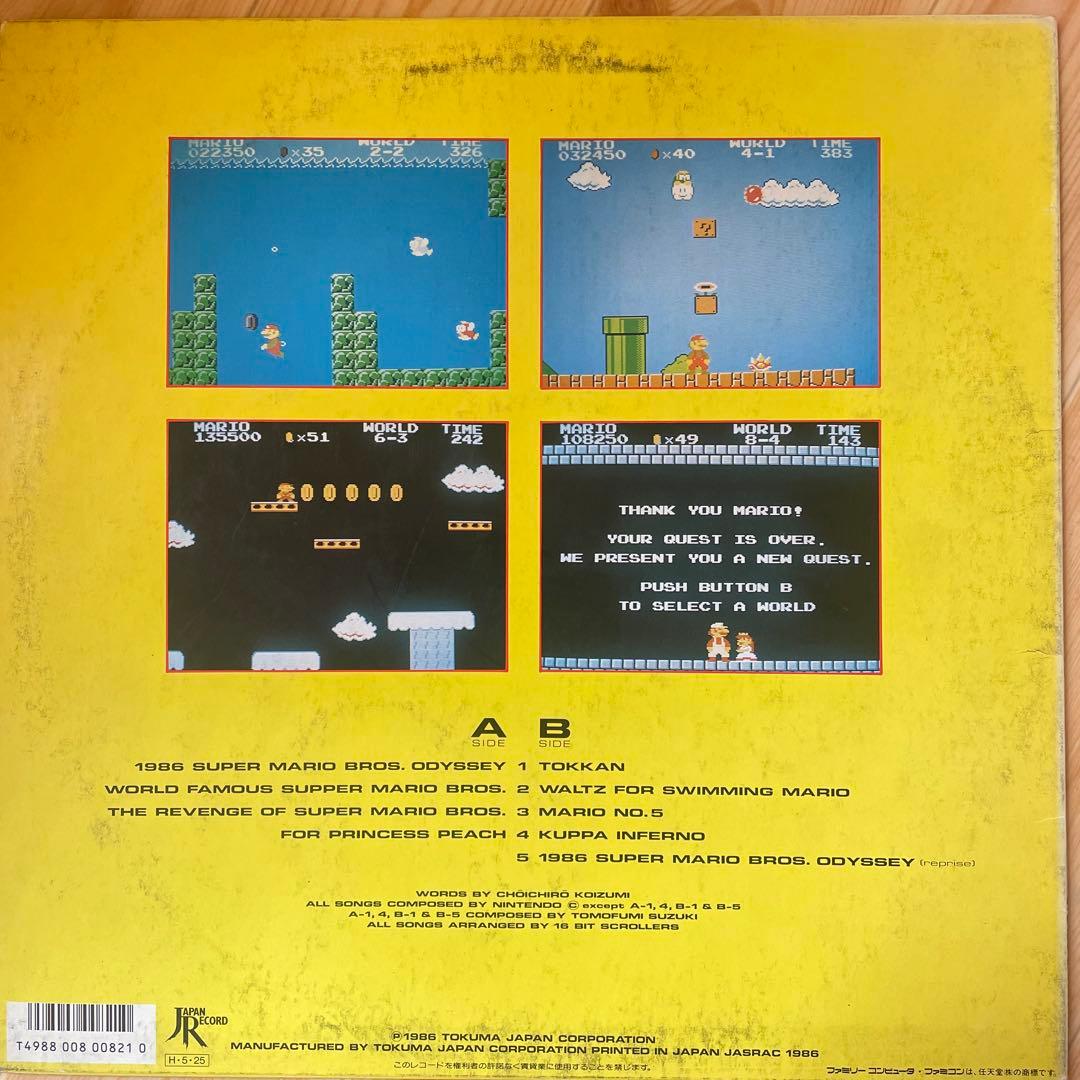 MARIO WORLD TIME
022350 ×35 2-2 326
MARIO WORLD TIME
032450 ×40 4-1 383
?
MARIO WORLD TIME
135500 ×51 6-3 242
MARIO WORLD TIME
108250 ×49 8-4 143
THANK YOU MARIO!
YOUR QUEST IS OVER.
WE PRESENT YOU A NEW QUEST.
PUSH BUTTON B
TO SELECT A WORLD
A B
SIDE SIDE
1986 SUPER MARIO BROS. ODYSSEY 1 TOKKAN
WORLD FAMOUS SUPPER MARIO BROS. 2 WALTZ FOR SWIMMING MARIO
THE REVENGE OF SUPER MARIO BROS. 3 MARIO NO.5
FOR PRINCESS PEACH 4 KUPPA INFERNO
5 1986 SUPER MARIO BROS. ODYSSEY (reprise)
WORDS BY CHŌICHIRŌ KOIZUMI
ALL SONGS COMPOSED BY NINTENDO © except A-1, 4, B-1 & B-5
A-1, 4, B-1 & B-5 COMPOSED BY TOMOFUMI SUZUKI
ALL SONGS ARRANGED BY 16 BIT SCROLLERS
T4988 008 00821 0
JAPAN RECORD
H·5·25
℗1986 TOKUMA JAPAN CORPORATION
MANUFACTURED BY TOKUMA JAPAN CORPORATION PRINTED IN JAPAN JASRAC 1986
このレコードを権利者の許諾なく賃貸業に使用することを禁じます。
ファミリーコンピュータ・ファミコンは、任天堂㈱の商標です。